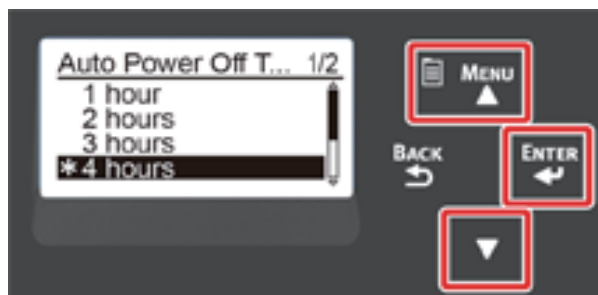 Auto Power Off T... 1/2
1 hour
2 hours
3 hours
*4 hours
MENU
BACK
ENTER